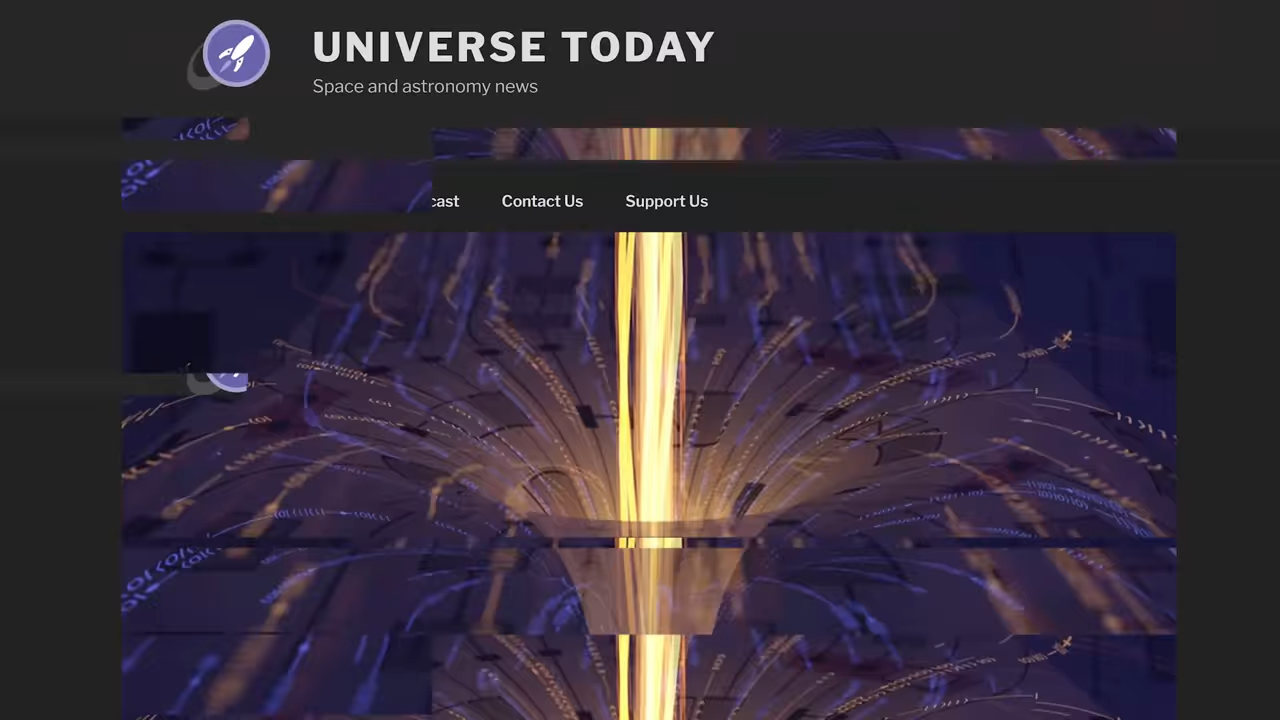 UNIVERSE TODAY
Space and astronomy news
cast Contact Us Support Us